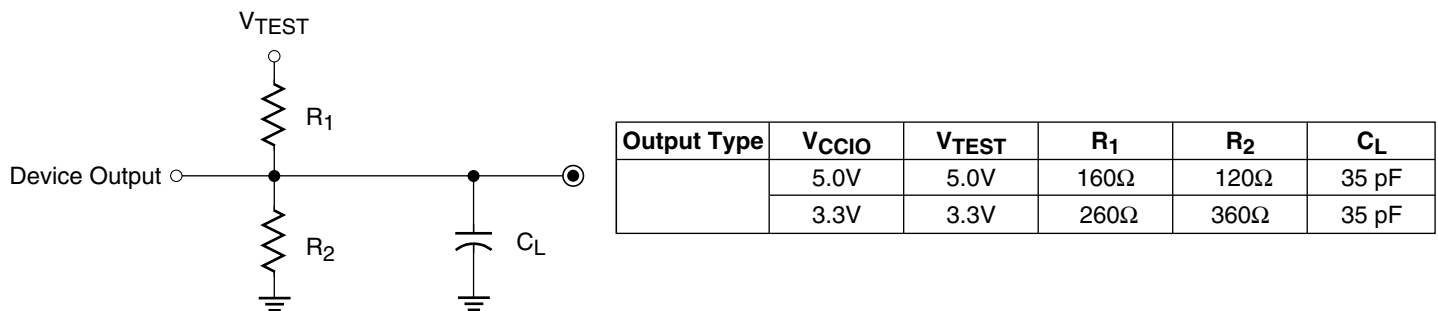 VTEST
R1
Device Output
R2
CL
Output Type VCCIO VTEST R1 R2 CL
5.0V 5.0V 160Ω 120Ω 35 pF
3.3V 3.3V 260Ω 360Ω 35 pF